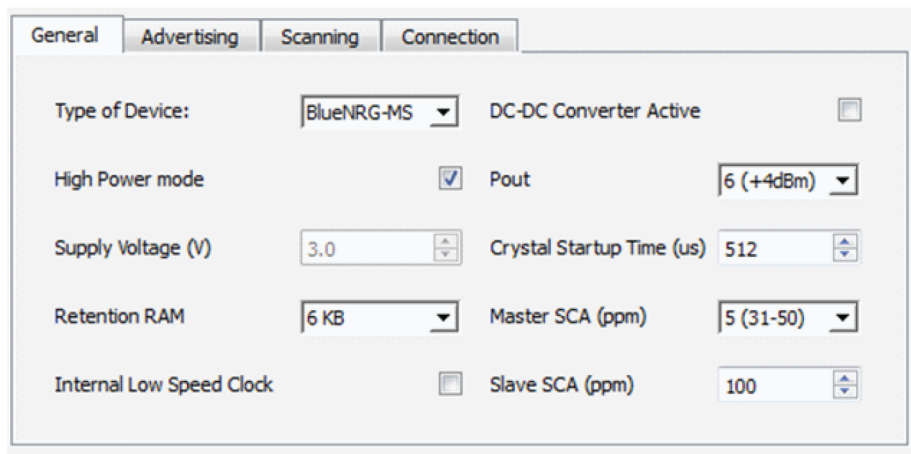 General Advertising Scanning Connection
Type of Device: BlueNRG-MS DC-DC Converter Active
High Power mode Pout 6 (+4dBm)
Supply Voltage (V) 3.0 Crystal Startup Time (us) 512
Retention RAM 6 KB Master SCA (ppm) 5 (31-50)
Internal Low Speed Clock Slave SCA (ppm) 100